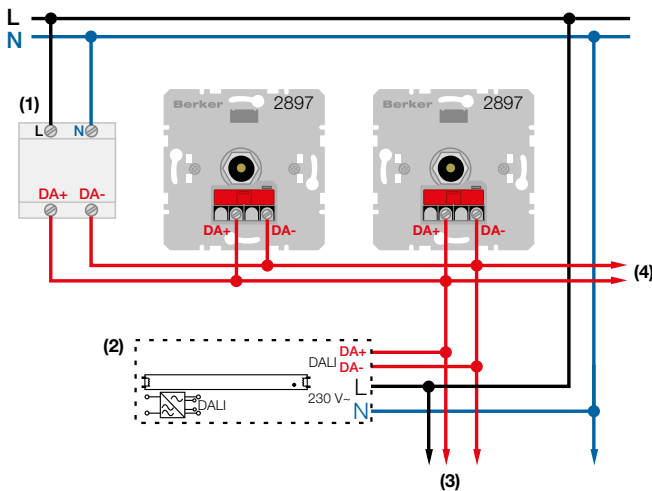 L
N
(1)
L N
DA+ DA-
Berker 2897
DA+ DA-
Berker 2897
DA+ DA-
(4)
(2)
DALI DA+
DA-
L
230 V~
N
DALI
(3)